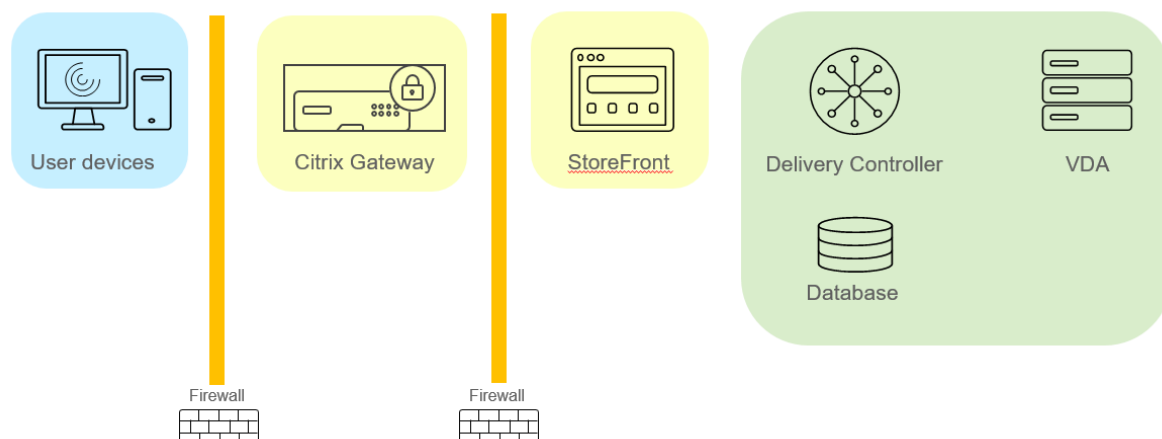 User devices
Citrix Gateway
StoreFront
Delivery Controller
VDA
Database
Firewall
Firewall